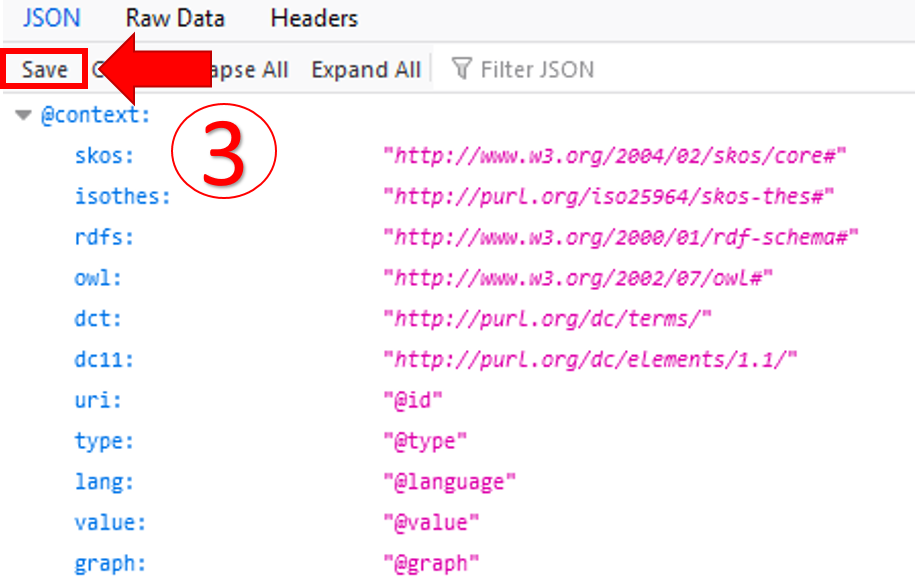 JSON Raw Data Headers
Save apse All Expand All Filter JSON
@context:
3
skos: "http://www.w3.org/2004/02/skos/core#"
isothes: "http://purl.org/iso25964/skos-thes#"
rdfs: "http://www.w3.org/2000/01/rdf-schema#"
owl: "http://www.w3.org/2002/07/owl#"
dct: "http://purl.org/dc/terms/"
dc11: "http://purl.org/dc/elements/1.1/"
uri: "@id"
type: "@type"
lang: "@language"
value: "@value"
graph: "@graph"